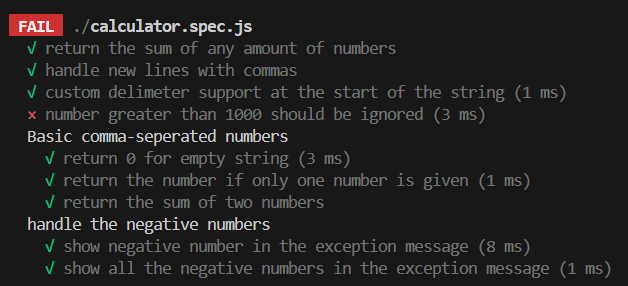 FAIL ./calculator.spec.js
√ return the sum of any amount of numbers
√ handle new lines with commas
√ custom delimeter support at the start of the string (1 ms)
× number greater than 1000 should be ignored (3 ms)
Basic comma-seperated numbers
√ return 0 for empty string (3 ms)
√ return the number if only one number is given (1 ms)
√ return the sum of two numbers
handle the negative numbers
√ show negative number in the exception message (8 ms)
√ show all the negative numbers in the exception message (1 ms)